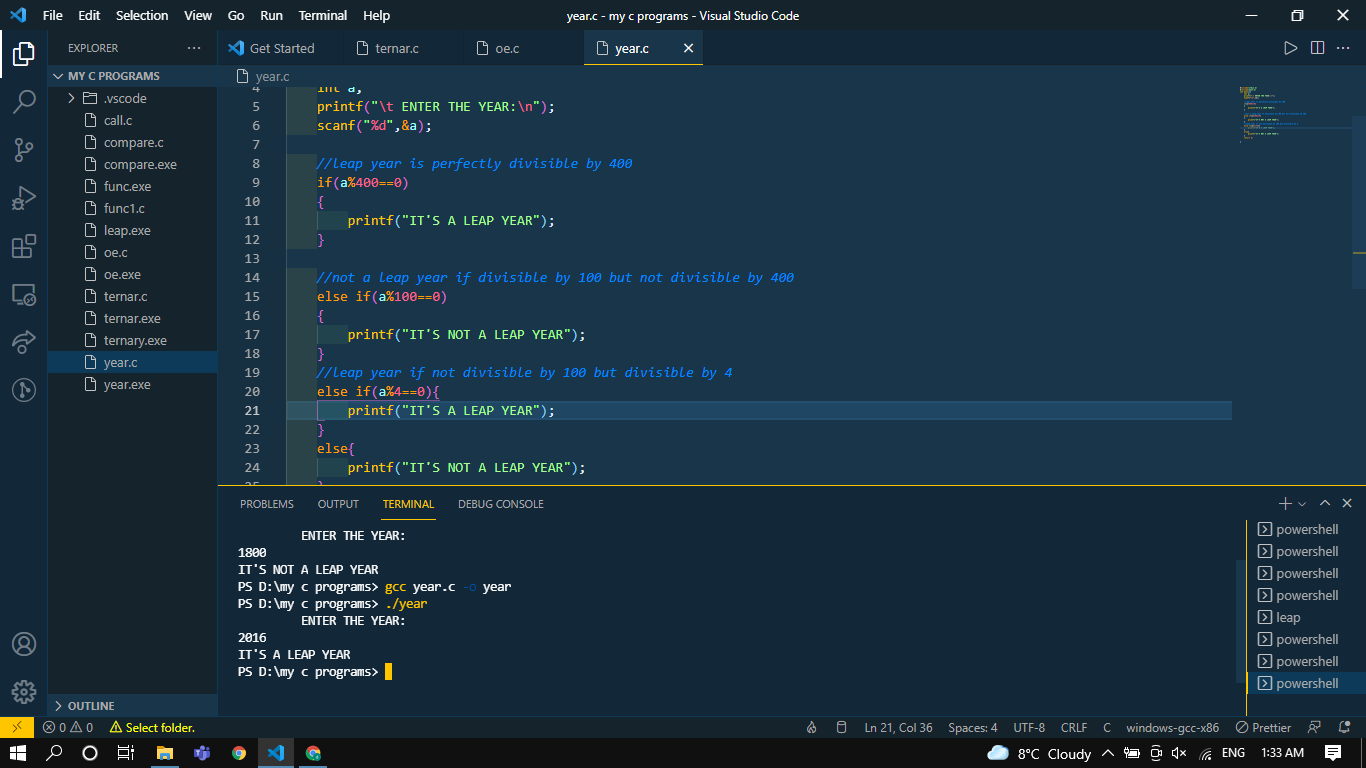 File Edit Selection View Go Run Terminal Help year.c - my c programs - Visual Studio Code
EXPLORER
Get Started ternar.c oe.c year.c
MY C PROGRAMS
year.c
.vscode
call.c
compare.c
compare.exe
func.exe
func1.c
leap.exe
oe.c
oe.exe
ternar.c
ternar.exe
ternary.exe
year.c
year.exe
OUTLINE
4 int a;
5 printf("\t ENTER THE YEAR:\n");
6 scanf("%d",&a);
7
8 //leap year is perfectly divisible by 400
9 if(a%400==0)
10 {
11 printf("IT'S A LEAP YEAR");
12 }
13
14 //not a leap year if divisible by 100 but not divisible by 400
15 else if(a%100==0)
16 {
17 printf("IT'S NOT A LEAP YEAR");
18 }
19 //leap year if not divisible by 100 but divisible by 4
20 else if(a%4==0){
21 printf("IT'S A LEAP YEAR");
22 }
23 else{
24 printf("IT'S NOT A LEAP YEAR");
25 }
PROBLEMS OUTPUT TERMINAL DEBUG CONSOLE
ENTER THE YEAR:
1800
IT'S NOT A LEAP YEAR
PS D:\my c programs> gcc year.c -o year
PS D:\my c programs> ./year
ENTER THE YEAR:
2016
IT'S A LEAP YEAR
PS D:\my c programs>
powershell
powershell
powershell
powershell
leap
powershell
powershell
powershell
0 0 Select folder. Ln 21, Col 36 Spaces: 4 UTF-8 CRLF C windows-gcc-x86 Prettier
8°C Cloudy ENG 1:33 AM